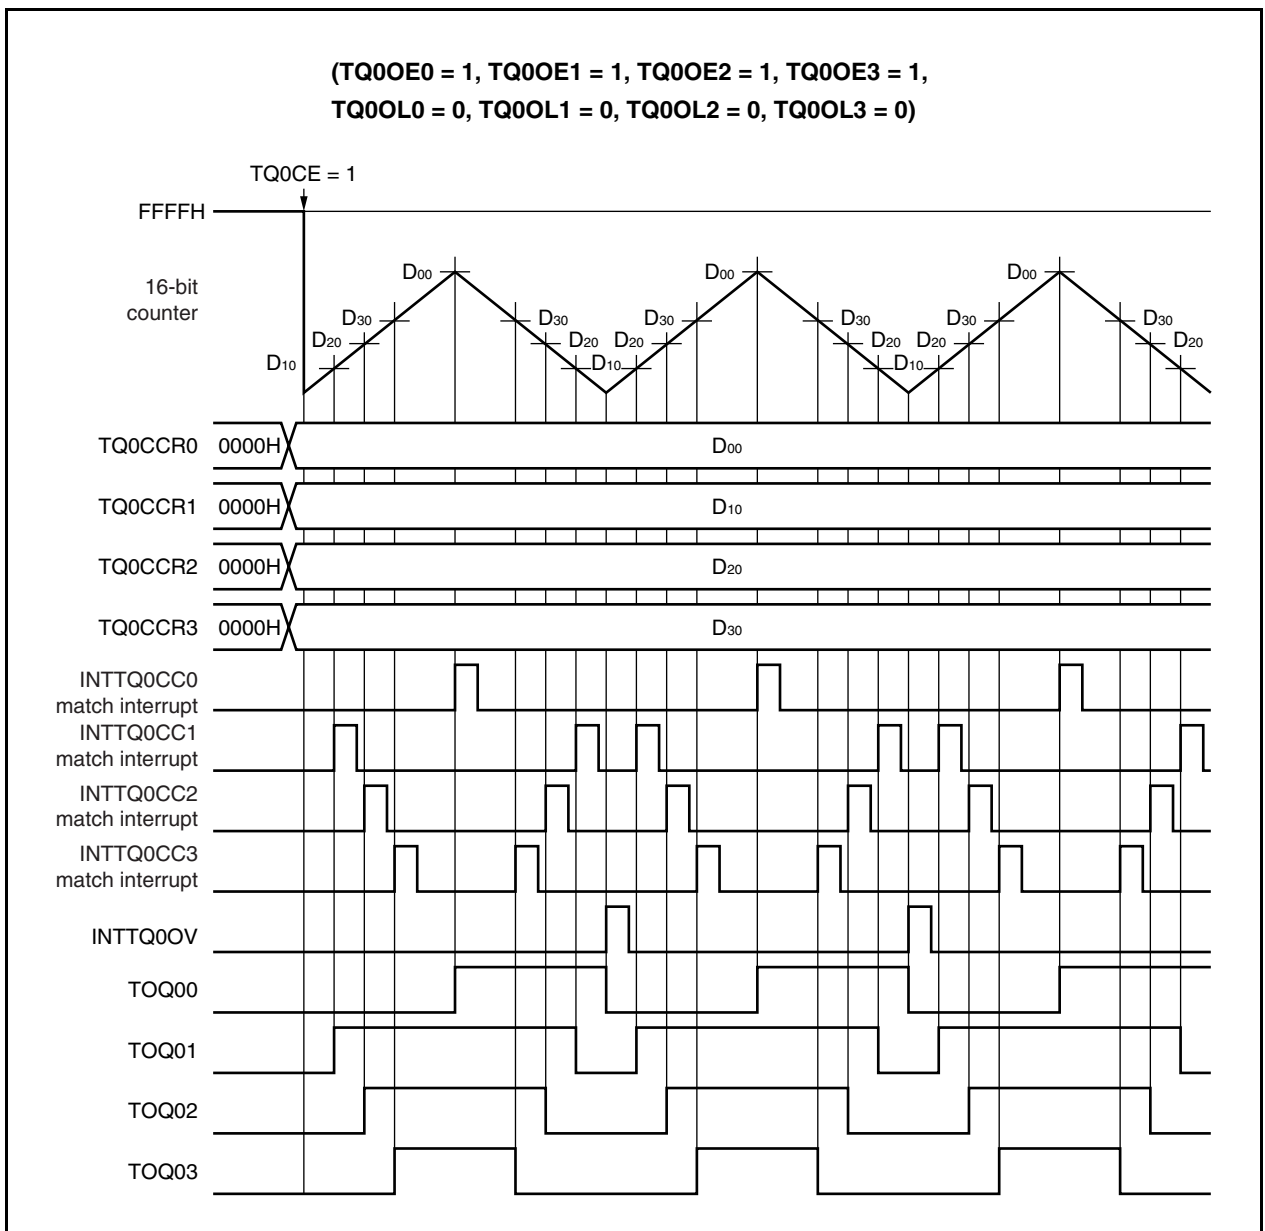 (TQ0OE0 = 1, TQ0OE1 = 1, TQ0OE2 = 1, TQ0OE3 = 1,
TQ0OL0 = 0, TQ0OL1 = 0, TQ0OL2 = 0, TQ0OL3 = 0)
TQ0CE = 1
FFFFH
16-bit
counter
D00 D00 D00
D30 D30 D30 D30 D30 D30
D20 D20 D20 D20 D20 D20
D10 D10 D10
TQ0CCR0 0000H D00
TQ0CCR1 0000H D10
TQ0CCR2 0000H D20
TQ0CCR3 0000H D30
INTTQ0CC0
match interrupt
INTTQ0CC1
match interrupt
INTTQ0CC2
match interrupt
INTTQ0CC3
match interrupt
INTTQ0OV
TOQ00
TOQ01
TOQ02
TOQ03